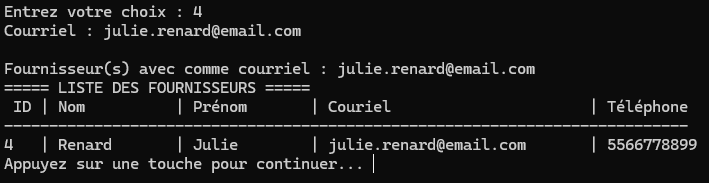 Entrez votre choix : 4
Courriel : julie.renard@email.com
Fournisseur(s) avec comme courriel : julie.renard@email.com
===== LISTE DES FOURNISSEURS =====
 ID | Nom          | Prénom       | Couriel                      | Téléphone
----------------------------------------------------------------------------
4   | Renard       | Julie        | julie.renard@email.com       | 5566778899
Appuyez sur une touche pour continuer...